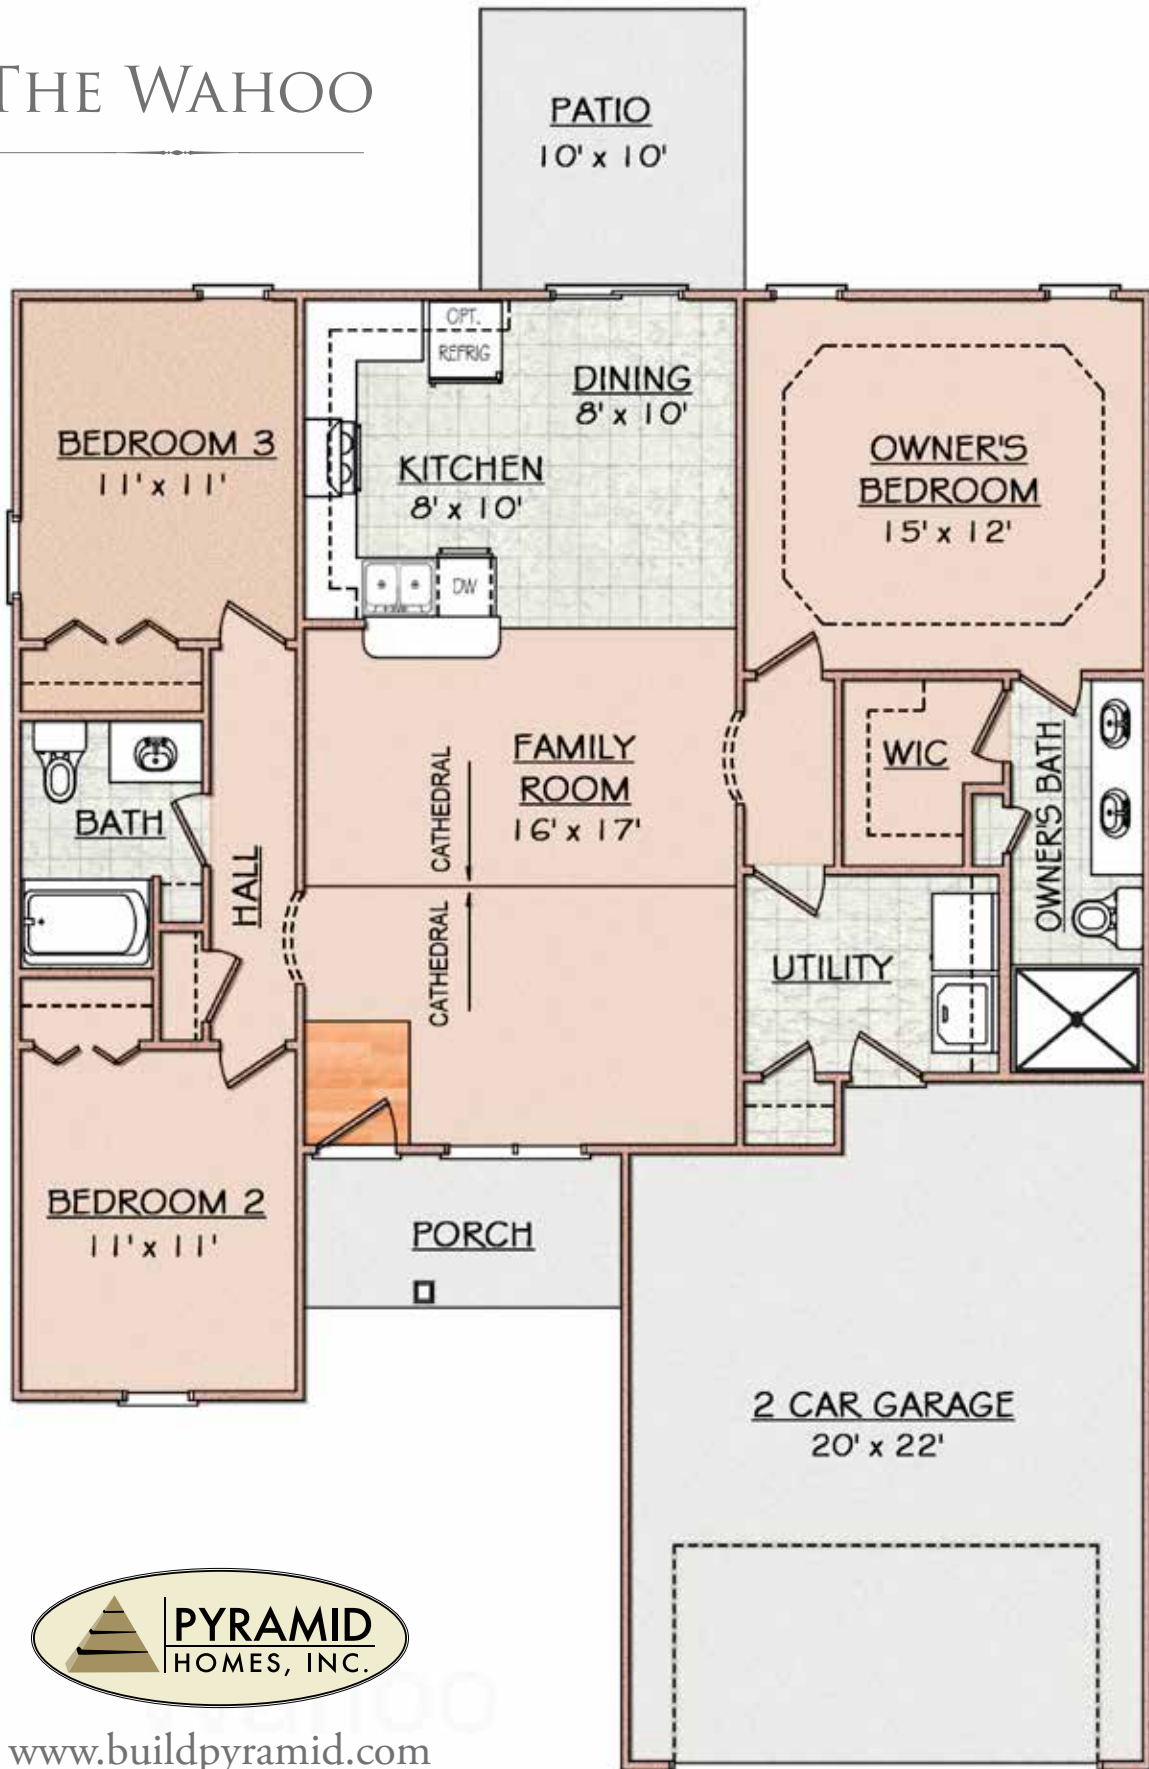 THE WAHOO
PATIO
10' x 10'
OPT.
REFRIG
DINING
8' x 10'
BEDROOM 3
11' x 11'
KITCHEN
8' x 10'
OWNER'S
BEDROOM
15' x 12'
DW
FAMILY
ROOM
16' x 17'
CATHEDRAL
CATHEDRAL
WIC
OWNER'S BATH
BATH
HALL
UTILITY
BEDROOM 2
11' x 11'
PORCH
2 CAR GARAGE
20' x 22'
PYRAMID
HOMES, INC.
Wahoo
www.buildpyramid.com